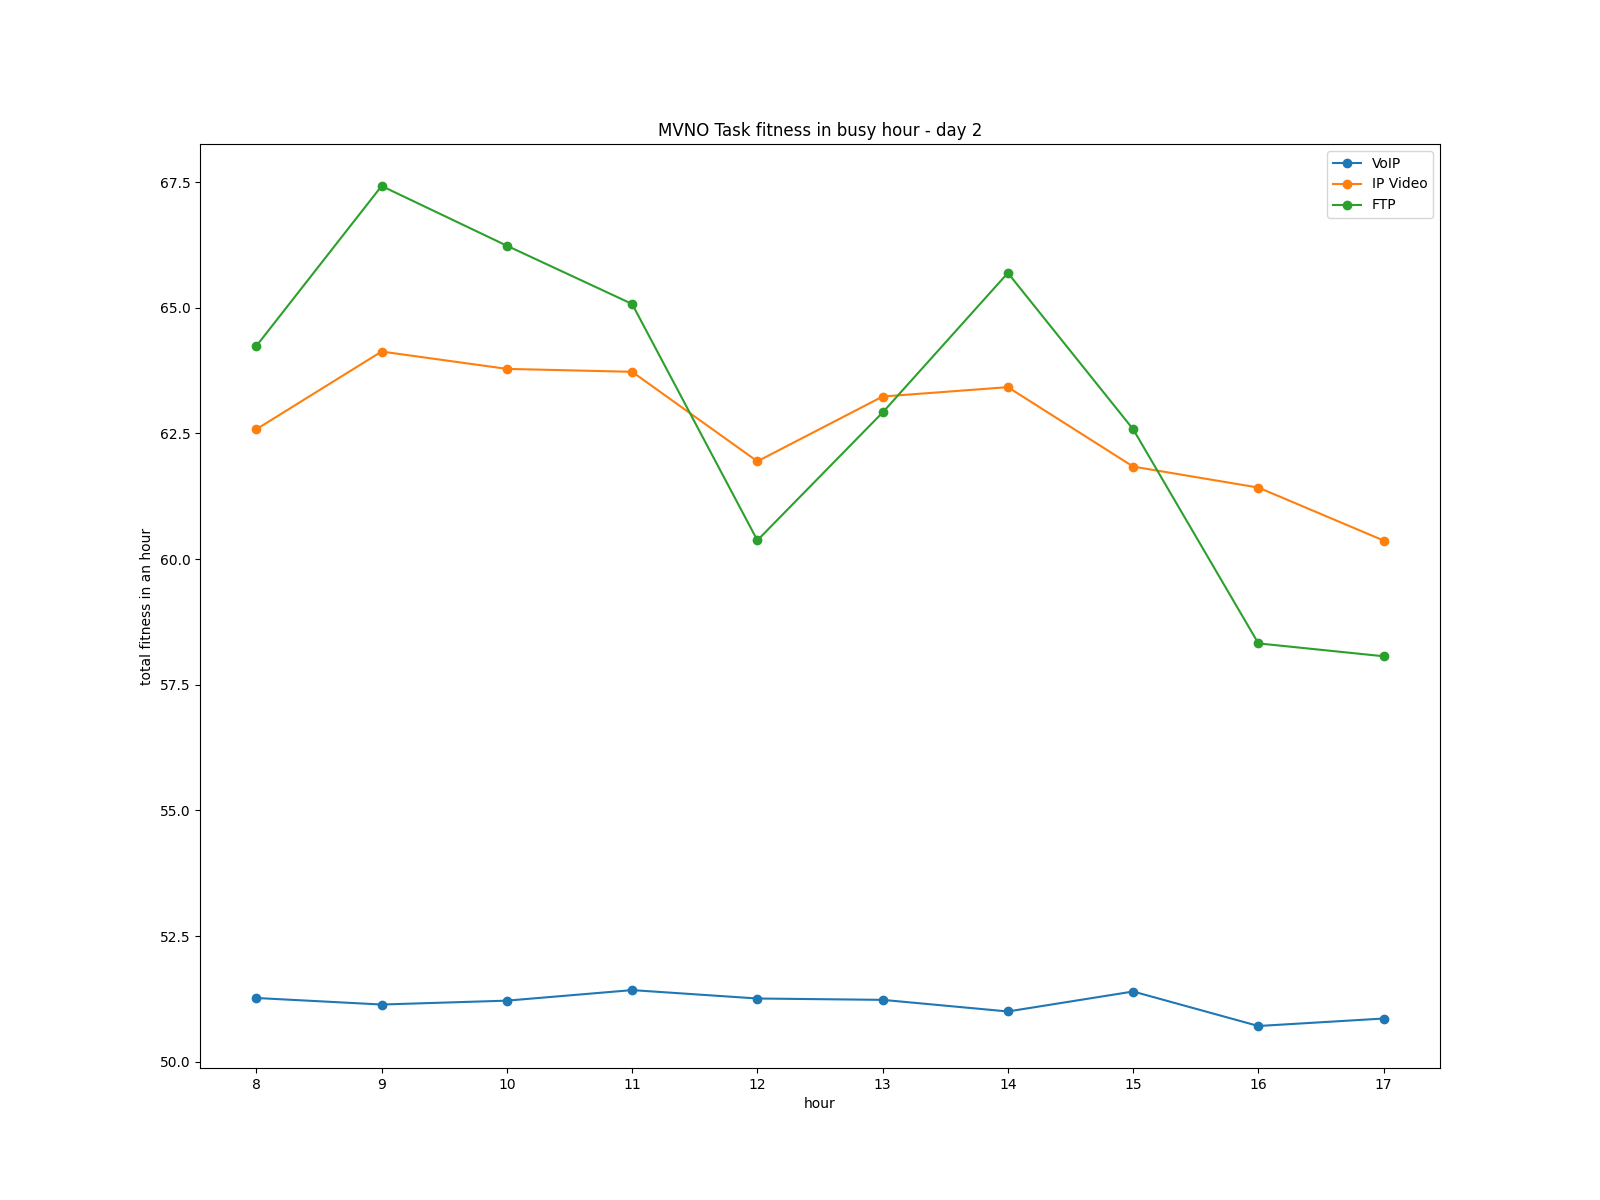 MVNO Task fitness in busy hour - day 2
VoIP
IP Video
FTP
total fitness in an hour
67.5
65.0
62.5
60.0
57.5
55.0
52.5
50.0
8 9 10 11 12 13 14 15 16 17
hour